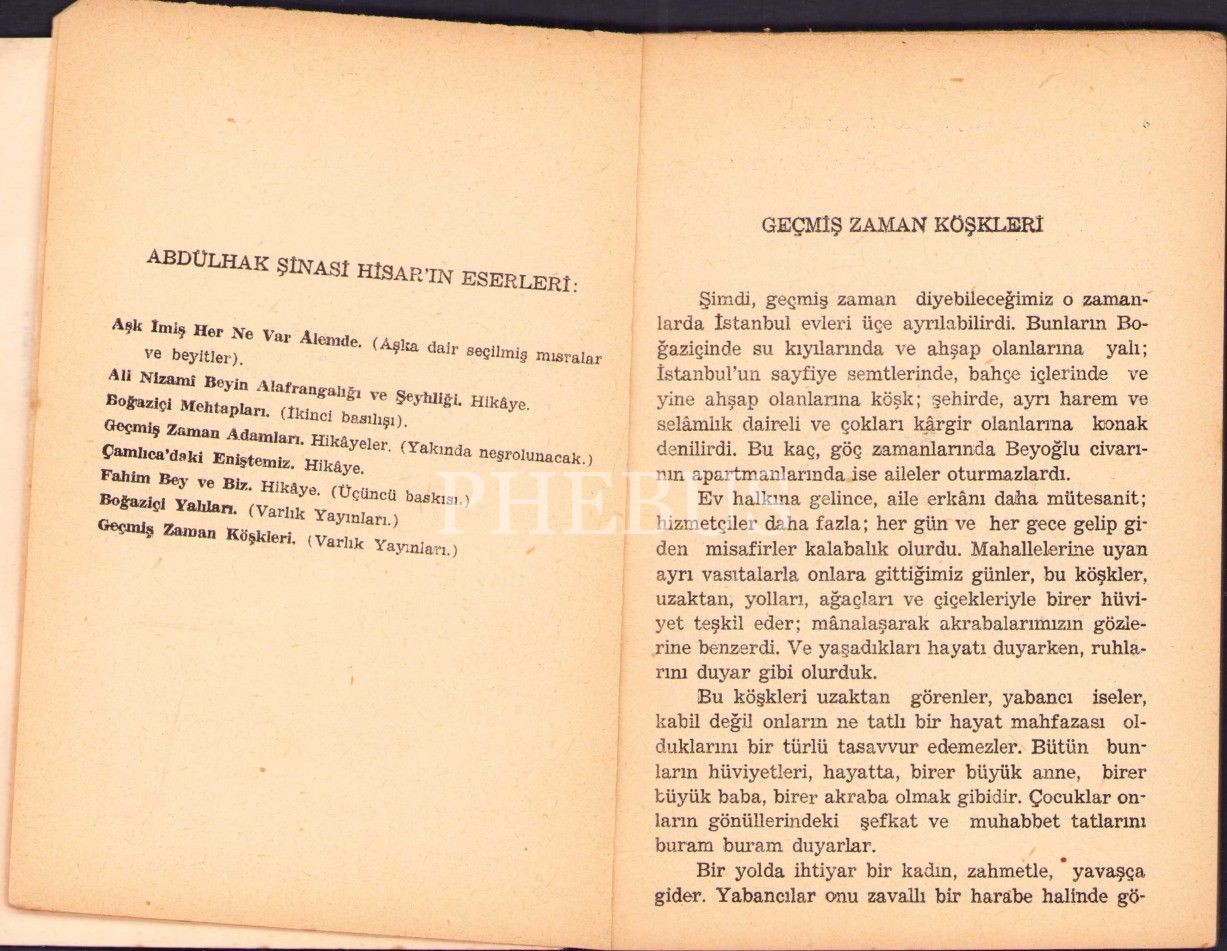 ABDÜLHAK ŞİNASİ HİSAR'IN ESERLERİ:
Aşk İmiş Her Ne Var Âlemde. (Aşka dair seçilmiş mısralar
ve beyitler).
Ali Nizamî Beyin Alafrangalığı ve Şeyhliği. Hikâye.
Boğaziçi Mehtapları. (İkinci basılışı).
Geçmiş Zaman Adamları. Hikâyeler. (Yakında neşrolunacak.)
Çamlıca'daki Eniştemiz. Hikâye.
Fahim Bey ve Biz. Hikâye. (Üçüncü baskısı.)
Boğaziçi Yalıları. (Varlık Yayınları.)
Geçmiş Zaman Köşkleri. (Varlık Yayınları.)
PHEBUS
GEÇMİŞ ZAMAN KÖŞKLERİ
Şimdi, geçmiş zaman diyebileceğimiz o zaman-
larda İstanbul evleri üçe ayrılabilirdi. Bunların Bo-
ğaziçinde su kıyılarında ve ahşap olanlarına yalı;
İstanbul'un sayfiye semtlerinde, bahçe içlerinde ve
yine ahşap olanlarına köşk; şehirde, ayrı harem ve
selâmlık daireli ve çokları kârgir olanlarına konak
denilirdi. Bu kaç, göç zamanlarında Beyoğlu civarı-
nın apartmanlarında ise aileler oturmazlardı.
Ev halkına gelince, aile erkânı daha mütesanit;
hizmetçiler daha fazla; her gün ve her gece gelip gi-
den misafirler kalabalık olurdu. Mahallelerine uyan
ayrı vasıtalarla onlara gittiğimiz günler, bu köşkler,
uzaktan, yolları, ağaçları ve çiçekleriyle birer hüvi-
yet teşkil eder; mânalaşarak akrabalarımızın gözle-
rine benzerdi. Ve yaşadıkları hayatı duyarken, ruhla-
rını duyar gibi olurduk.
Bu köşkleri uzaktan görenler, yabancı iseler,
kabil değil onların ne tatlı bir hayat mahfazası ol-
duklarını bir türlü tasavvur edemezler. Bütün bun-
ların hüviyetleri, hayatta, birer büyük anne, birer
büyük baba, birer akraba olmak gibidir. Çocuklar on-
ların gönüllerindeki şefkat ve muhabbet tatlarını
buram buram duyarlar.
Bir yolda ihtiyar bir kadın, zahmetle, yavaşça
gider. Yabancılar onu zavallı bir harabe halinde gö-